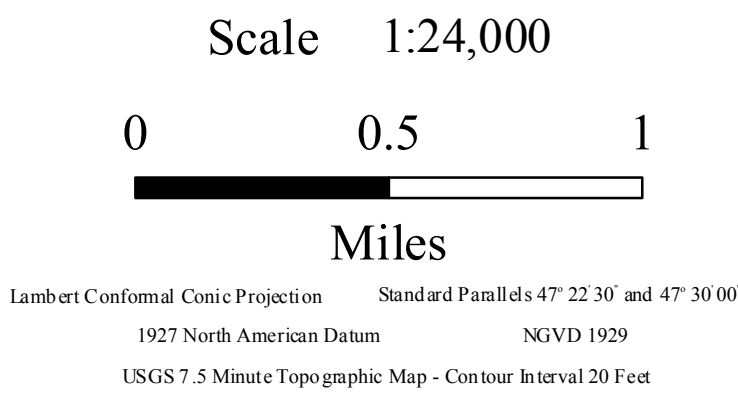 Scale 1:24,000
0 0.5 1
Miles
Lambert Conformal Conic Projection Standard Parallels 47° 22' 30" and 47° 30' 00"
1927 North American Datum NGVD 1929
USGS 7.5 Minute Topographic Map - Contour Interval 20 Feet